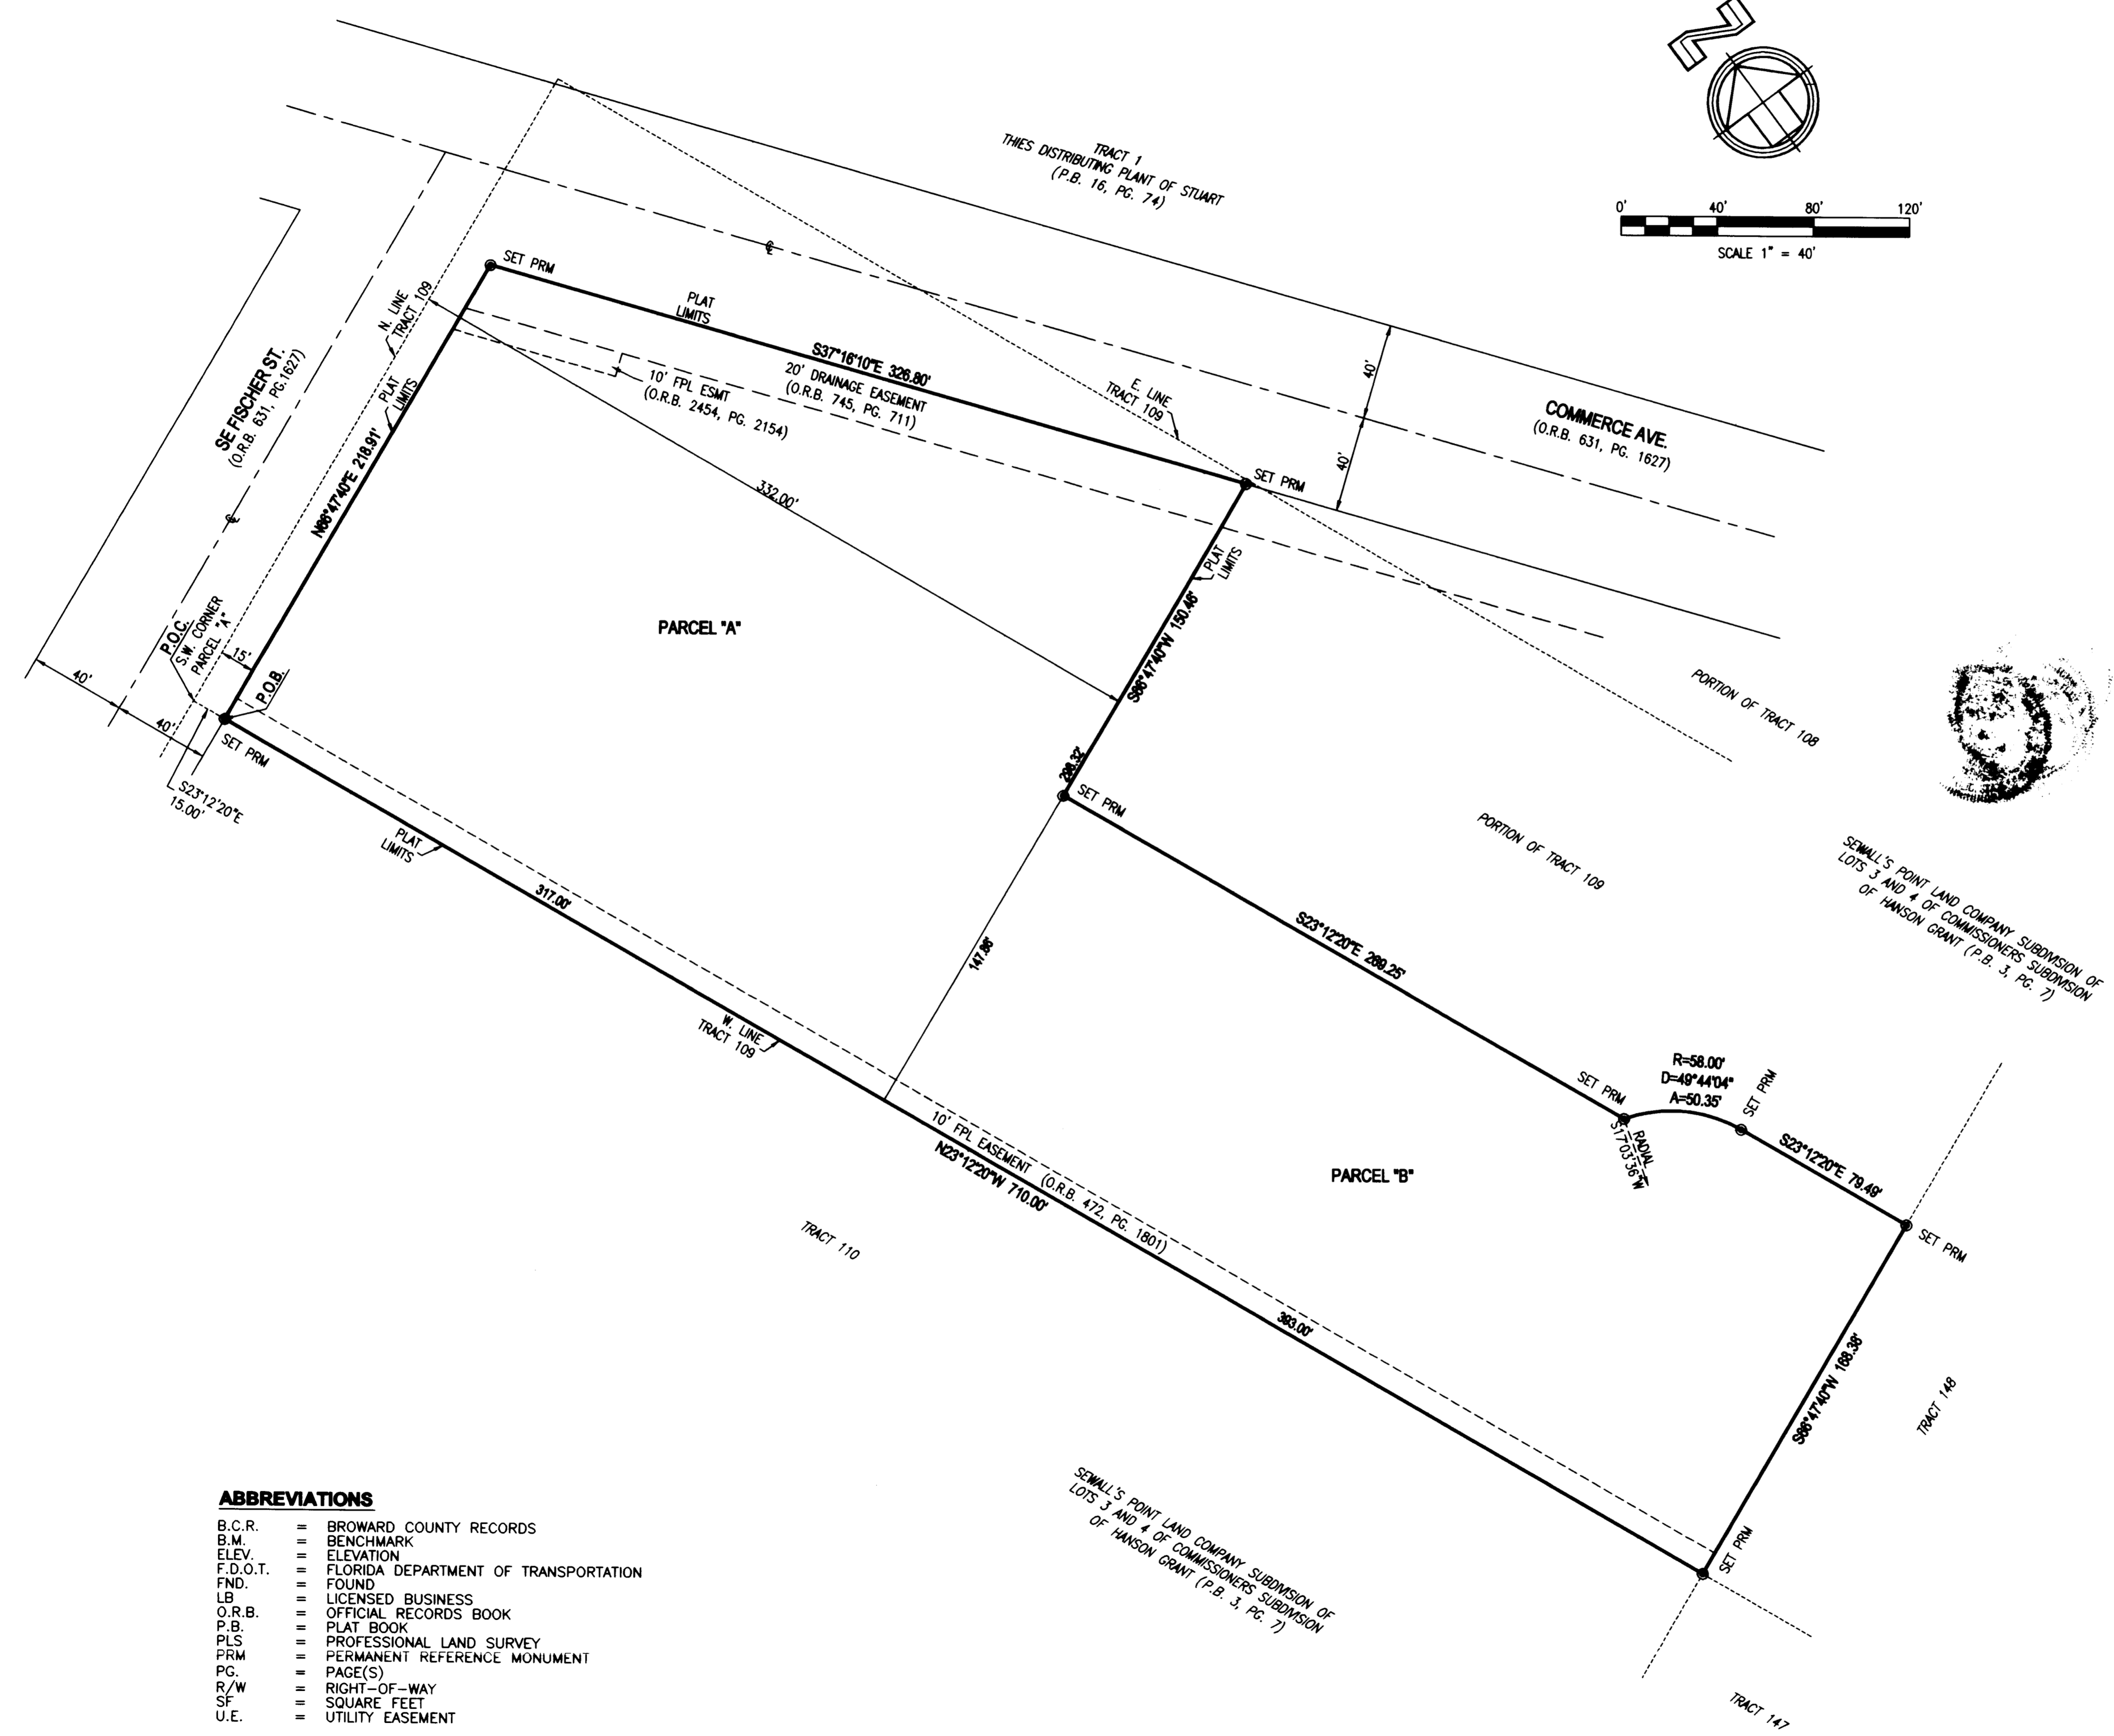 N
0' 40' 80' 120'
SCALE 1" = 40'
TRACT 1
THIES DISTRIBUTING PLANT OF STUART
(P.B. 16, PG. 74)
SET PRM
N. LINE
TRACT 109
PLAT
LIMITS
SE FISCHER ST.
(O.R.B. 631, PG.1627)
PLAT
LIMITS
N66°47'40"E 218.91'
S37°16'10"E 326.80'
20' DRAINAGE EASEMENT
(O.R.B. 745, PG. 711)
10' FPL ESMT
(O.R.B. 2454, PG. 2154)
E. LINE
TRACT 109
40'
40'
COMMERCE AVE.
(O.R.B. 631, PG. 1627)
SET PRM
332.00'
PLAT
LIMITS
S66°47'40"W 150.46'
298.32'
PARCEL "A"
P.O.C.
S.W. CORNER
PARCEL "A"
15'
P.O.B.
40'
40'
SET PRM
S23°12'20"E
15.00'
PLAT
LIMITS
317.00'
W. LINE
TRACT 109
147.86'
SET PRM
PORTION OF TRACT 108
PORTION OF TRACT 109
SEWALL'S POINT LAND COMPANY SUBDIVISION OF
LOTS 3 AND 4 OF COMMISSIONERS SUBDIVISION
OF HANSON GRANT (P.B. 3, PG. 7)
S23°12'20"E 269.25'
R=58.00'
D=49°44'04"
A=50.35'
SET PRM
SET PRM
RADIAL
S17°03'36"W
S23°12'20"E 79.49'
SET PRM
PARCEL "B"
10' FPL EASEMENT (O.R.B. 472, PG. 1801)
N23°12'20"W 710.00'
393.00'
S66°47'40"W 168.38'
TRACT 148
TRACT 110
SET PRM
SEWALL'S POINT LAND COMPANY SUBDIVISION OF
LOTS 3 AND 4 OF COMMISSIONERS SUBDIVISION
OF HANSON GRANT (P.B. 3, PG. 7)
TRACT 147
ABBREVIATIONS
B.C.R. = BROWARD COUNTY RECORDS
B.M. = BENCHMARK
ELEV. = ELEVATION
F.D.O.T. = FLORIDA DEPARTMENT OF TRANSPORTATION
FND. = FOUND
LB = LICENSED BUSINESS
O.R.B. = OFFICIAL RECORDS BOOK
P.B. = PLAT BOOK
PLS = PROFESSIONAL LAND SURVEY
PRM = PERMANENT REFERENCE MONUMENT
PG. = PAGE(S)
R/W = RIGHT-OF-WAY
SF = SQUARE FEET
U.E. = UTILITY EASEMENT